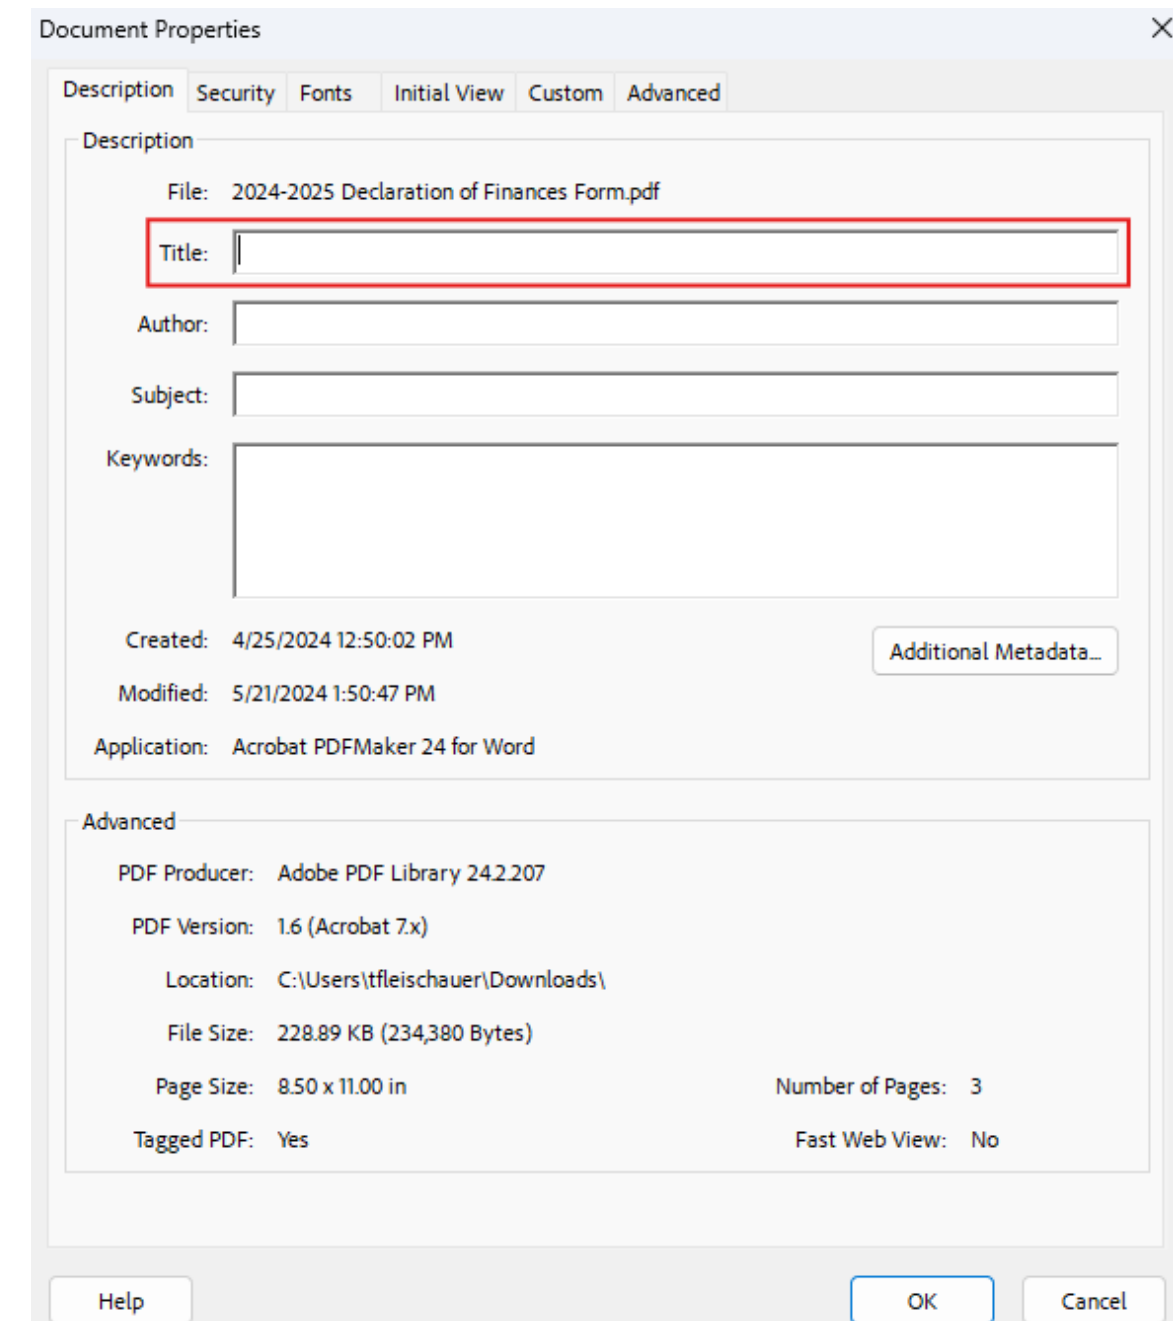 Document Properties
Description Security Fonts Initial View Custom Advanced
Description
File: 2024-2025 Declaration of Finances Form.pdf
Title:
Author:
Subject:
Keywords:
Created: 4/25/2024 12:50:02 PM
Additional Metadata...
Modified: 5/21/2024 1:50:47 PM
Application: Acrobat PDFMaker 24 for Word
Advanced
PDF Producer: Adobe PDF Library 24.2.207
PDF Version: 1.6 (Acrobat 7.x)
Location: C:\Users\tfleischauer\Downloads\
File Size: 228.89 KB (234,380 Bytes)
Page Size: 8.50 x 11.00 in Number of Pages: 3
Tagged PDF: Yes Fast Web View: No
Help OK Cancel